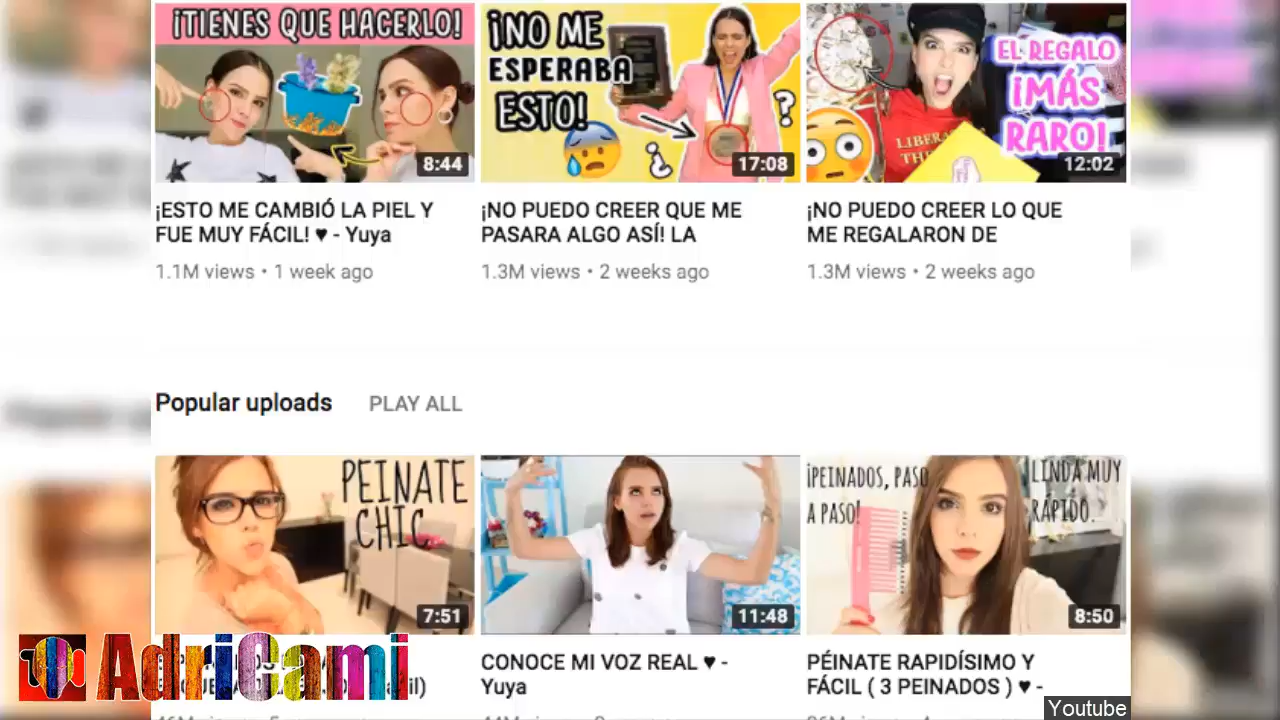 ¡TIENES QUE HACERLO!
8:44
¡NO ME
ESPERABA
ESTO!
?
¿
17:08
EL REGALO
¡MÁS
RARO!
LIBERA
THE
12:02
¡ESTO ME CAMBIÓ LA PIEL Y
FUE MUY FÁCIL! ♥ - Yuya
1.1M views • 1 week ago
¡NO PUEDO CREER QUE ME
PASARA ALGO ASÍ! LA
1.3M views • 2 weeks ago
¡NO PUEDO CREER LO QUE
ME REGALARON DE
1.3M views • 2 weeks ago
Popular uploads PLAY ALL
PEINATE
CHIC
7:51
11:48
¡PEINADOS, PASO
A PASO!
LINDA MUY
RÁPIDO.
8:50
AdriCami
CONOCE MI VOZ REAL ♥ -
Yuya
PÉINATE RAPIDÍSIMO Y
FÁCIL ( 3 PEINADOS ) ♥ -
Youtube